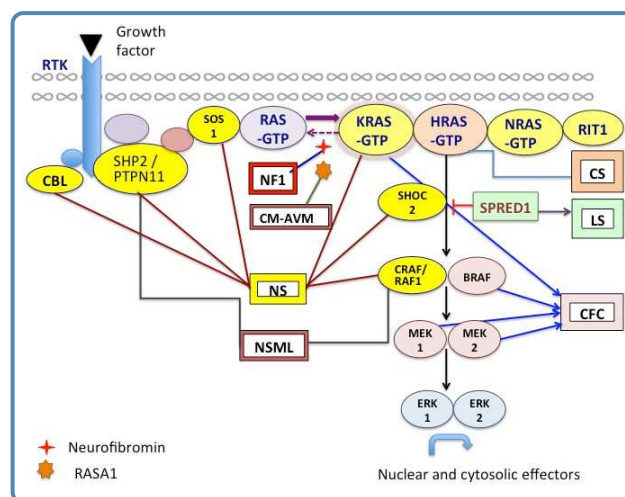 Growth
factor
RTK
SOS
1
RAS
-GTP
KRAS
-GTP
HRAS
-GTP
NRAS
-GTP
RIT1
SHP2 /
PTPN11
CBL
NF1
CM-AVM
SHOC
2
SPRED1
CS
LS
NS
CRAF/
RAF1
BRAF
CFC
NSML
MEK
1
MEK
2
ERK
1
ERK
2
Neurofibromin
RASA1
Nuclear and cytosolic effectors